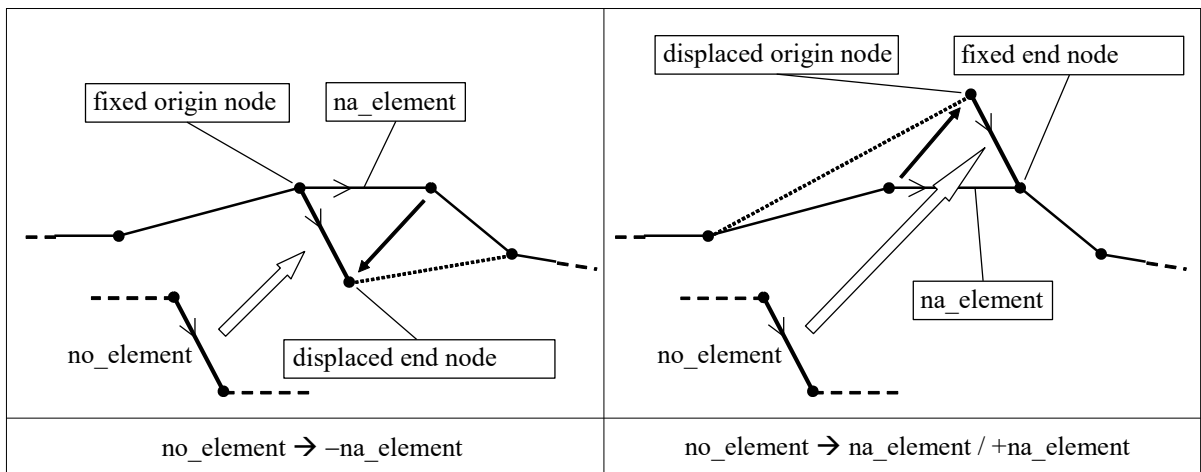 fixed origin node
na_element
no_element
displaced end node
no_element → –na_element
displaced origin node
fixed end node
na_element
no_element
no_element → na_element / +na_element